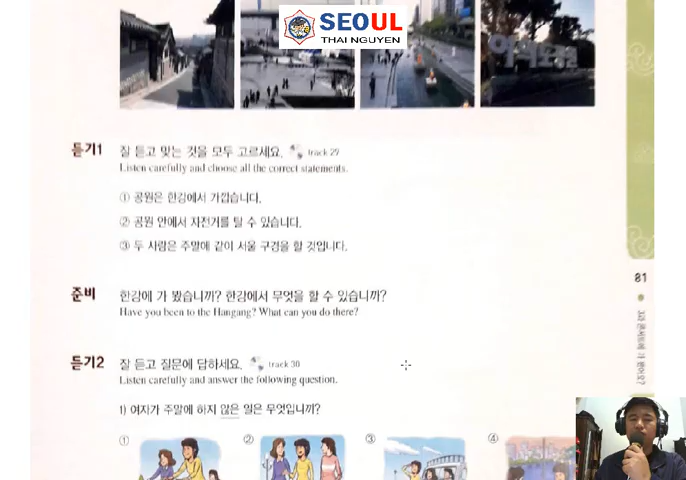 SEOUL
THAI NGUYEN
듣기1 잘 듣고 맞는 것을 모두 고르세요. track 29
Listen carefully and choose all the correct statements.
① 공원은 한강에서 가깝습니다.
② 공원 안에서 자전거를 탈 수 있습니다.
③ 두 사람은 주말에 같이 서울 구경을 할 것입니다.
81
준비 한강에 가 봤습니까? 한강에서 무엇을 할 수 있습니까?
Have you been to the Hangang? What can you do there?
듣기2 잘 듣고 질문에 답하세요. track 30
Listen carefully and answer the following question.
1) 여자가 주말에 하지 않은 일은 무엇입니까?
① ② ③ ④